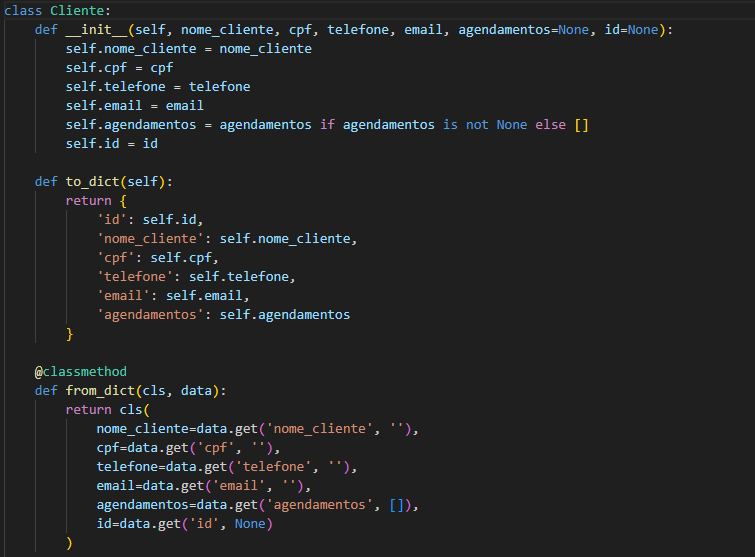 class Cliente:
    def __init__(self, nome_cliente, cpf, telefone, email, agendamentos=None, id=None):
        self.nome_cliente = nome_cliente
        self.cpf = cpf
        self.telefone = telefone
        self.email = email
        self.agendamentos = agendamentos if agendamentos is not None else []
        self.id = id

    def to_dict(self):
        return {
            'id': self.id,
            'nome_cliente': self.nome_cliente,
            'cpf': self.cpf,
            'telefone': self.telefone,
            'email': self.email,
            'agendamentos': self.agendamentos
        }

    @classmethod
    def from_dict(cls, data):
        return cls(
            nome_cliente=data.get('nome_cliente', ''),
            cpf=data.get('cpf', ''),
            telefone=data.get('telefone', ''),
            email=data.get('email', ''),
            agendamentos=data.get('agendamentos', []),
            id=data.get('id', None)
        )